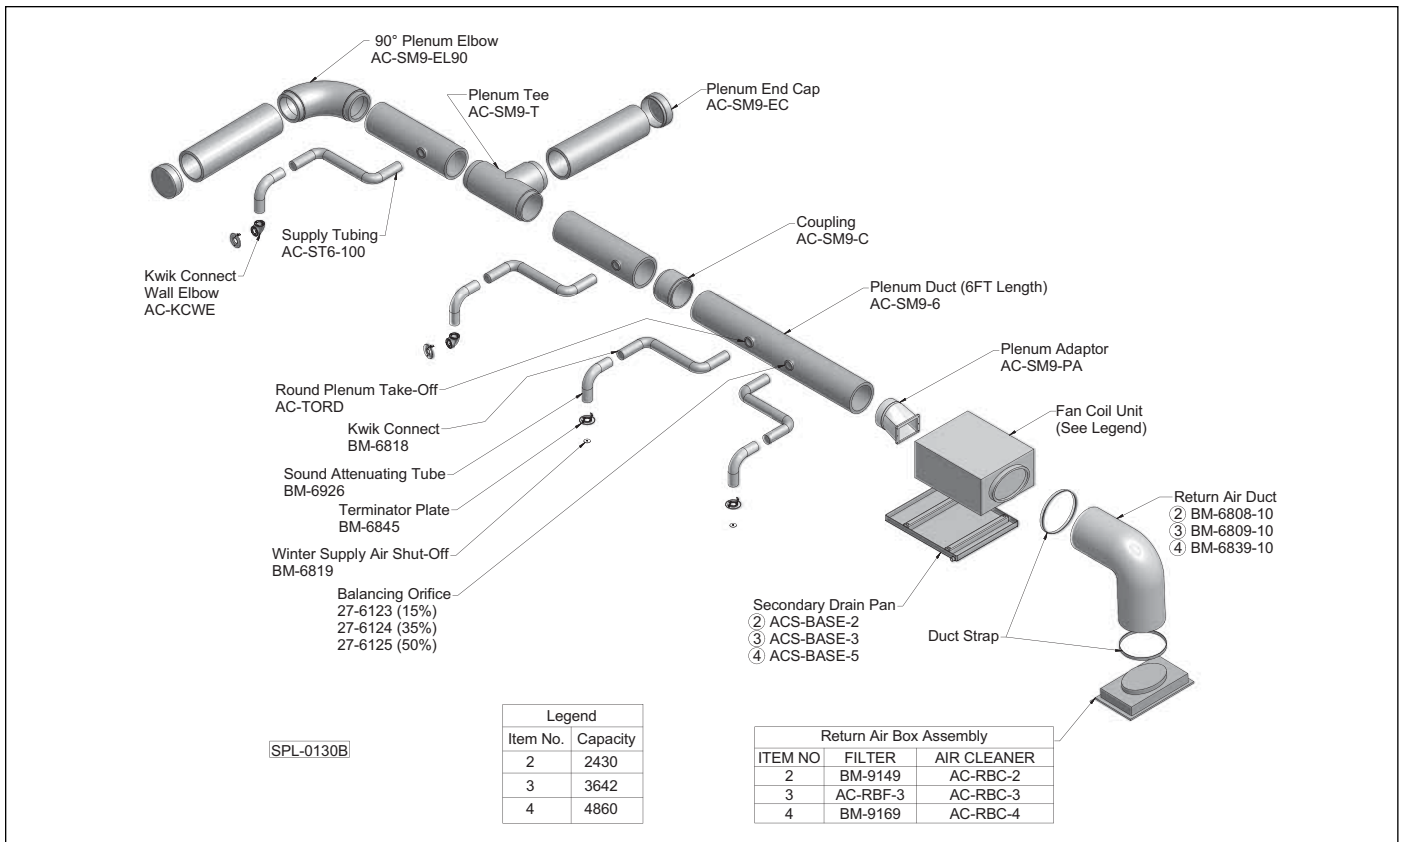 90° Plenum Elbow
AC-SM9-EL90
Plenum Tee
AC-SM9-T
Plenum End Cap
AC-SM9-EC
Supply Tubing
AC-ST6-100
Kwik Connect
Wall Elbow
AC-KCWE
Coupling
AC-SM9-C
Plenum Duct (6FT Length)
AC-SM9-6
Plenum Adaptor
AC-SM9-PA
Fan Coil Unit
(See Legend)
Round Plenum Take-Off
AC-TORD
Kwik Connect
BM-6818
Sound Attenuating Tube
BM-6926
Terminator Plate
BM-6845
Winter Supply Air Shut-Off
BM-6819
Balancing Orifice
27-6123 (15%)
27-6124 (35%)
27-6125 (50%)
Return Air Duct
② BM-6808-10
③ BM-6809-10
④ BM-6839-10
Secondary Drain Pan
② ACS-BASE-2
③ ACS-BASE-3
④ ACS-BASE-5
Duct Strap
SPL-0130B
Legend
Item No. Capacity
2 2430
3 3642
4 4860
Return Air Box Assembly
ITEM NO FILTER AIR CLEANER
2 BM-9149 AC-RBC-2
3 AC-RBF-3 AC-RBC-3
4 BM-9169 AC-RBC-4